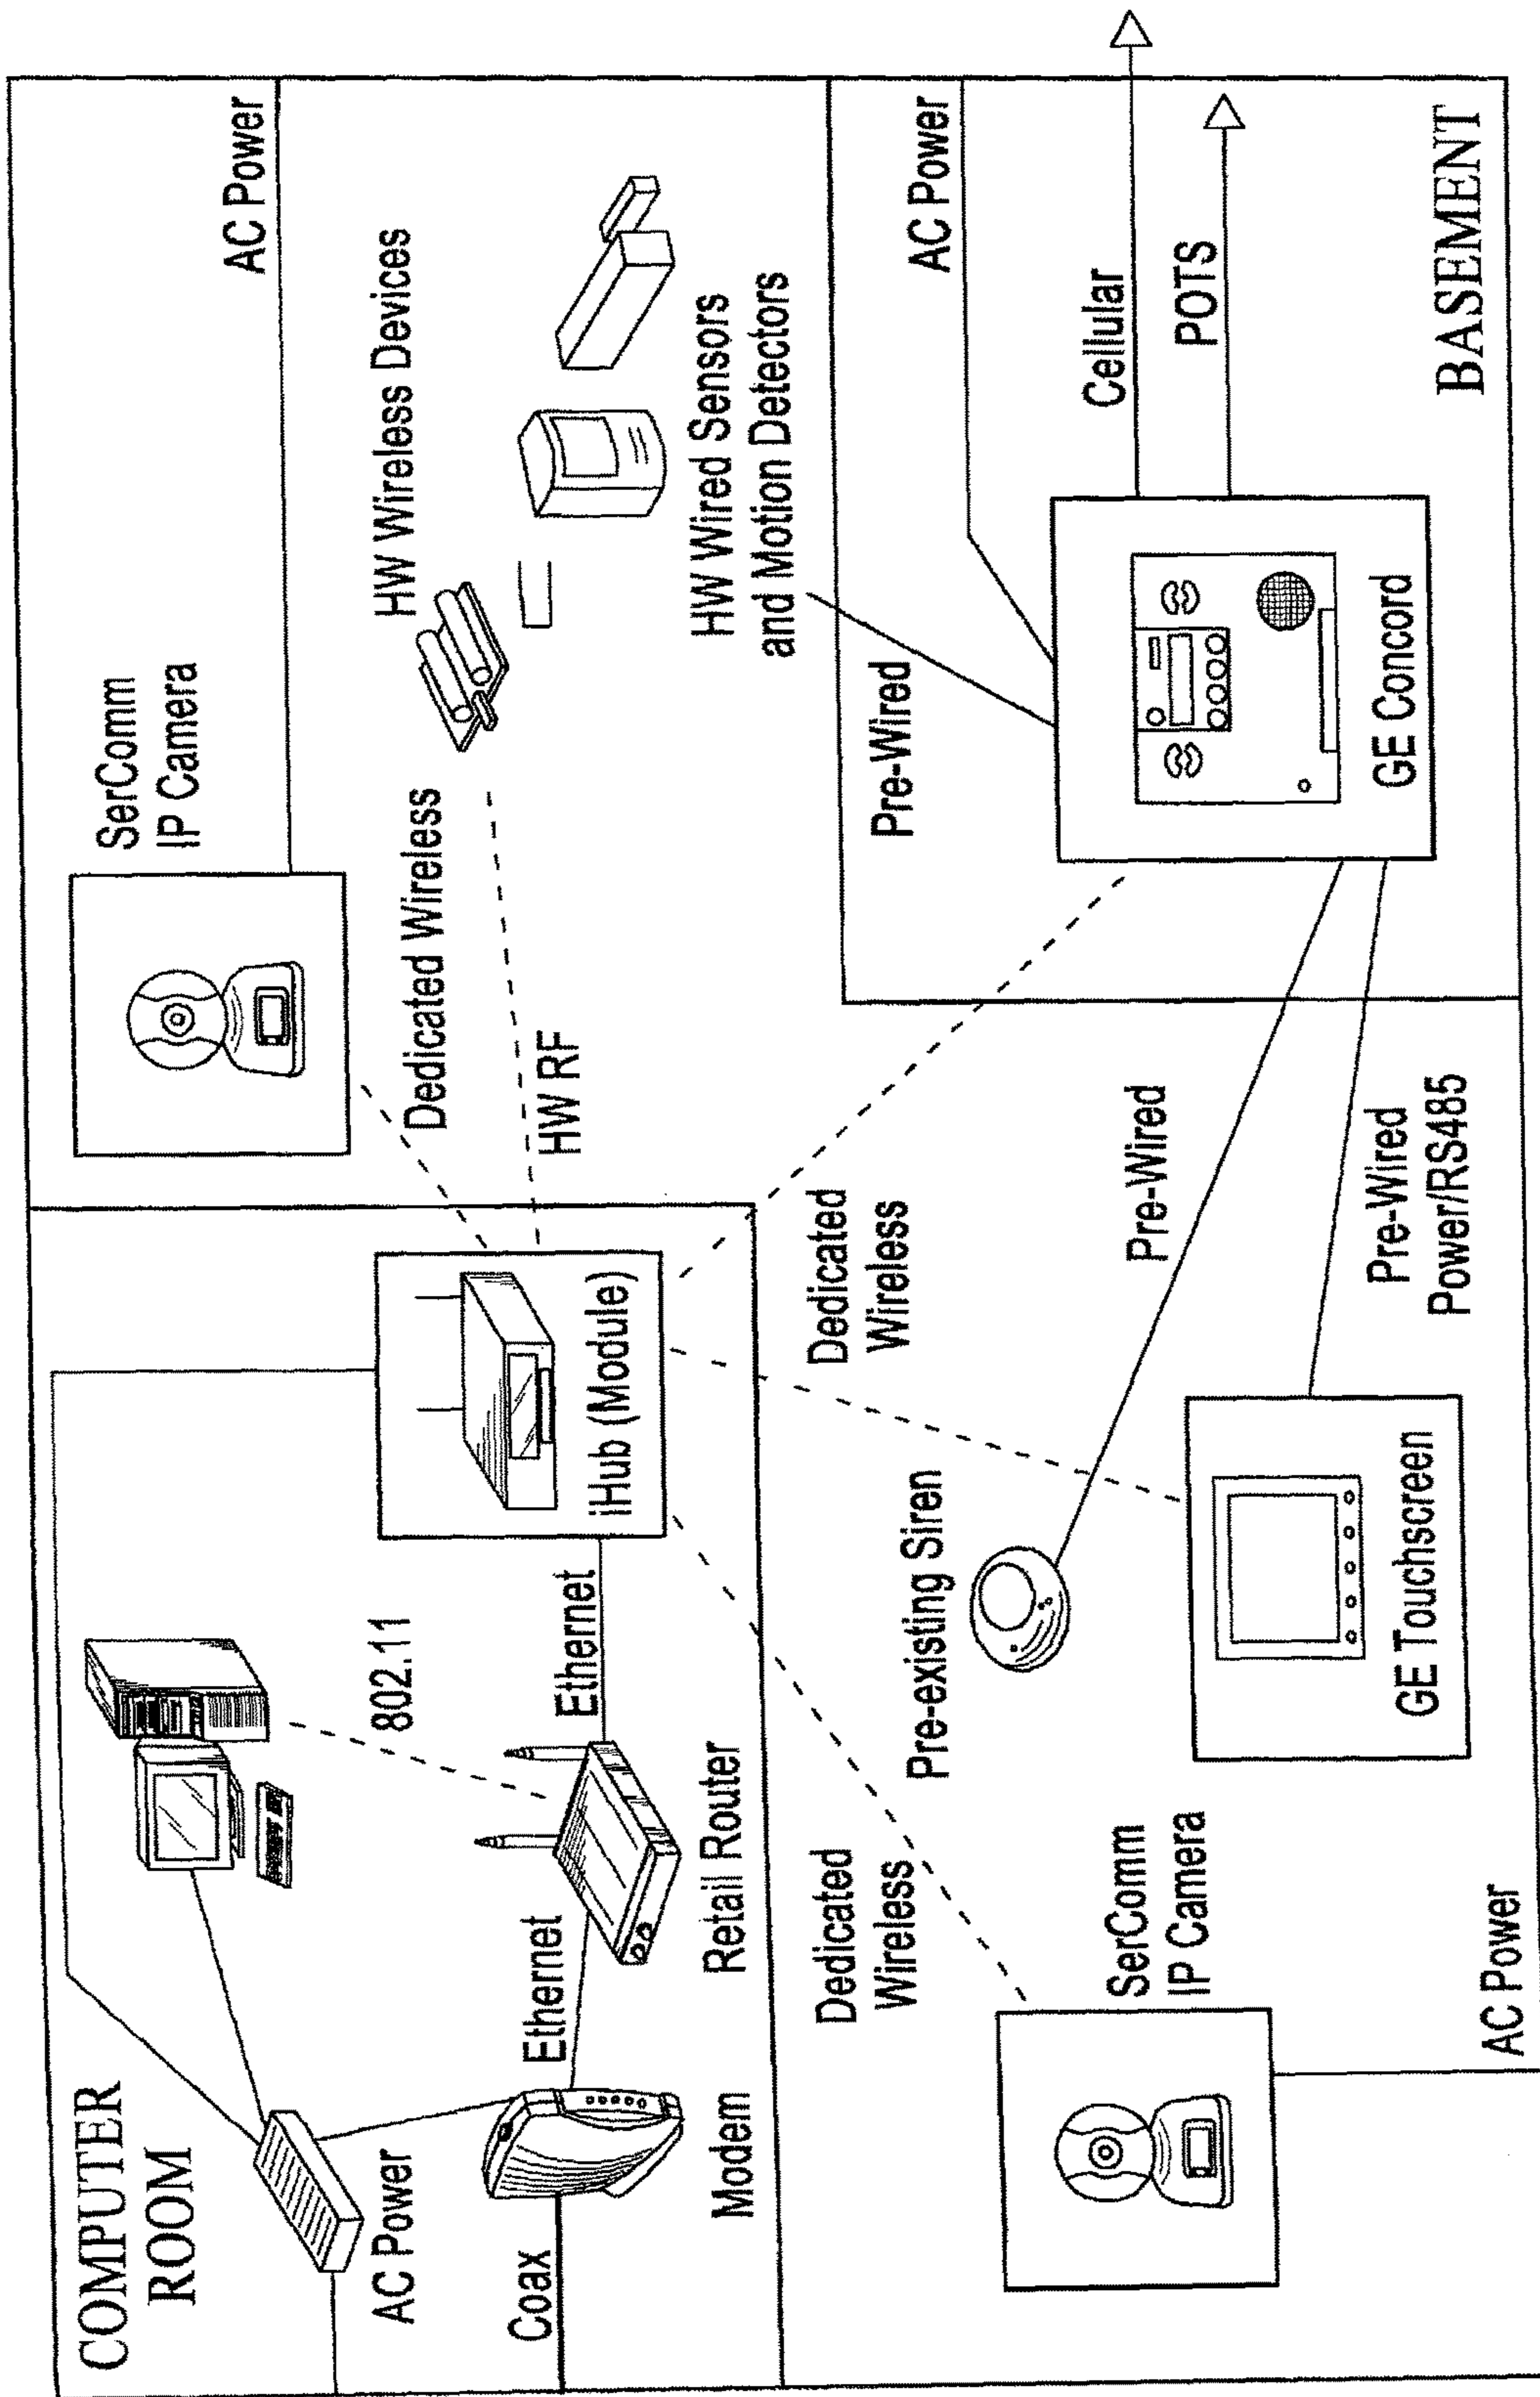 COMPUTER
ROOM
AC Power
Coax
Modem
Ethernet
Retail Router
802.11
Ethernet
iHub (Module)
SerComm
IP Camera
AC Power
Dedicated Wireless
HW RF
HW Wireless Devices
HW Wired Sensors
and Motion Detectors
Dedicated
Wireless
SerComm
IP Camera
AC Power
Pre-existing Siren
GE Touchscreen
Dedicated
Wireless
Pre-Wired
Pre-Wired
Power/RS485
Pre-Wired
GE Concord
AC Power
Cellular
POTS
BASEMENT